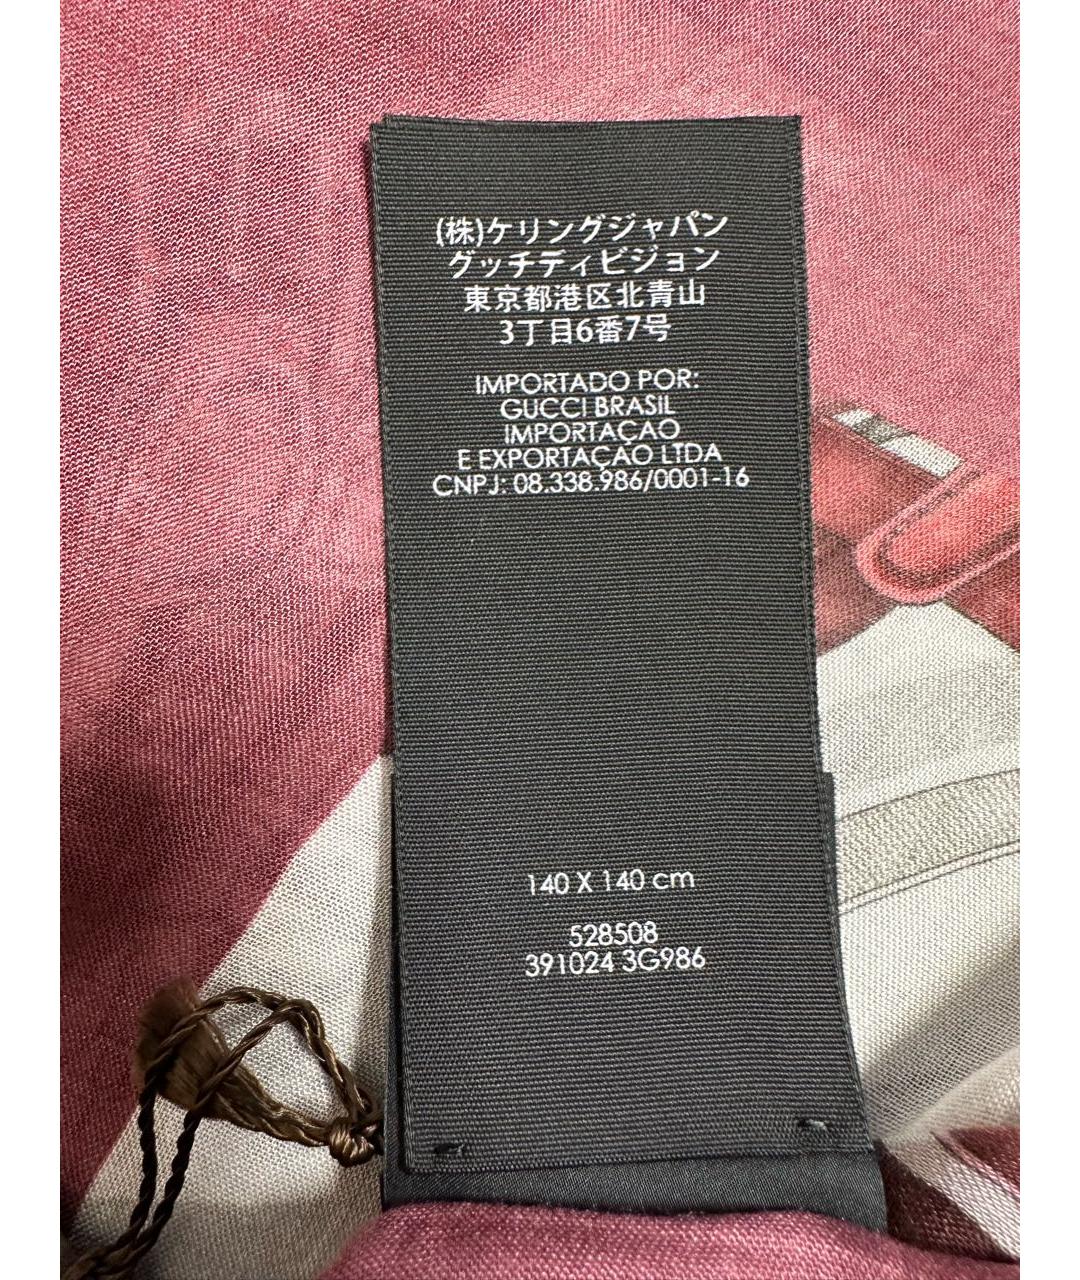 (株)ケリングジャパン
グッチディビジョン
東京都港区北青山
3丁目6番7号
IMPORTADO POR:
GUCCI BRASIL
IMPORTAÇAO
E EXPORTAÇAO LTDA
CNPJ: 08.338.986/0001-16
140 X 140 cm
528508
391024 3G986